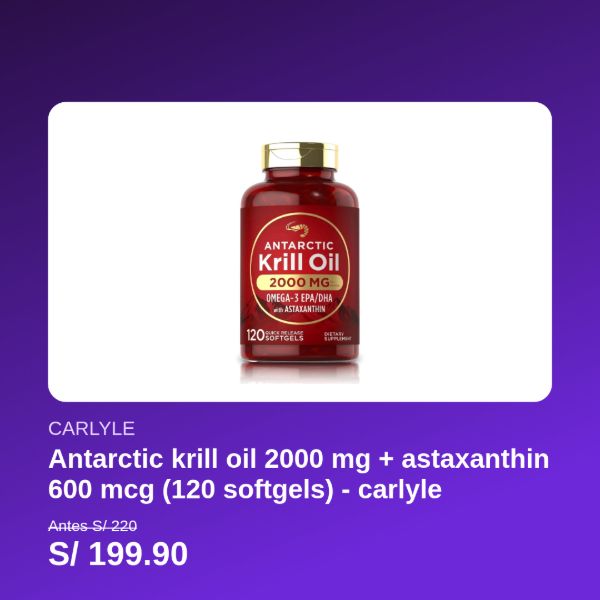 ANTARCTIC
Krill Oil
2000 MG
OMEGA-3 EPA/DHA
with ASTAXANTHIN
120 QUICK RELEASE
SOFTGELS
DIETARY
SUPPLEMENT
CARLYLE
Antarctic krill oil 2000 mg + astaxanthin
600 mcg (120 softgels) - carlyle
Antes S/ 220
S/ 199.90